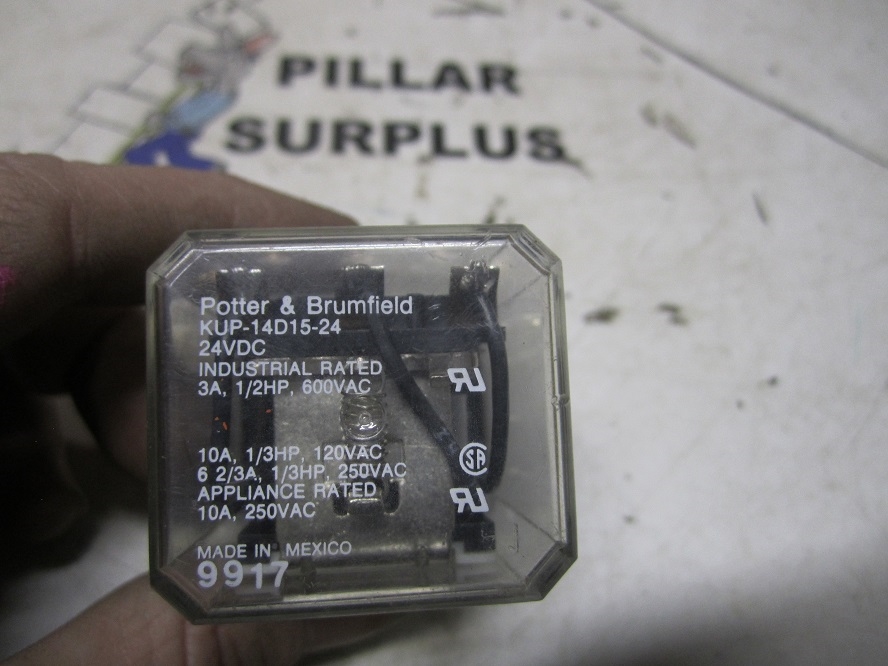 PILLAR
SURPLUS
Potter & Brumfield
KUP-14D15-24
24VDC
INDUSTRIAL RATED
3A, 1/2HP, 600VAC
10A, 1/3HP, 120VAC
6 2/3A, 1/3HP, 250VAC
APPLIANCE RATED
10A, 250VAC
MADE IN MEXICO
9917